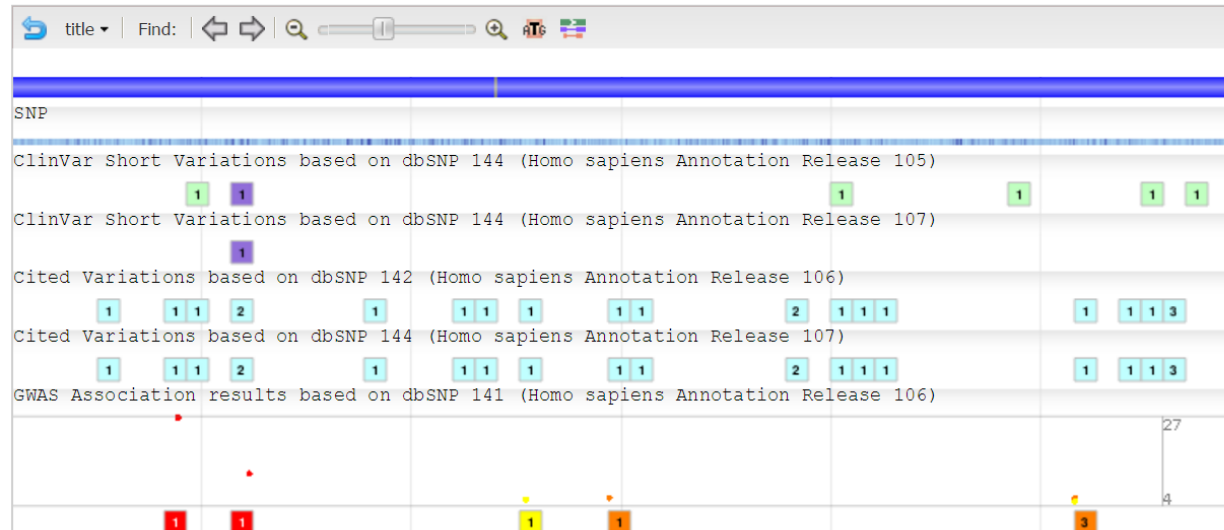 title Find: ATG
SNP
ClinVar Short Variations based on dbSNP 144 (Homo sapiens Annotation Release 105)
1 1 1 1 1 1
ClinVar Short Variations based on dbSNP 144 (Homo sapiens Annotation Release 107)
1
Cited Variations based on dbSNP 142 (Homo sapiens Annotation Release 106)
1 1 1 2 1 1 1 1 1 1 2 1 1 1 1 1 1 3
Cited Variations based on dbSNP 144 (Homo sapiens Annotation Release 107)
1 1 1 2 1 1 1 1 1 1 2 1 1 1 1 1 1 3
GWAS Association results based on dbSNP 141 (Homo sapiens Annotation Release 106)
27
4
1 1 1 1 3